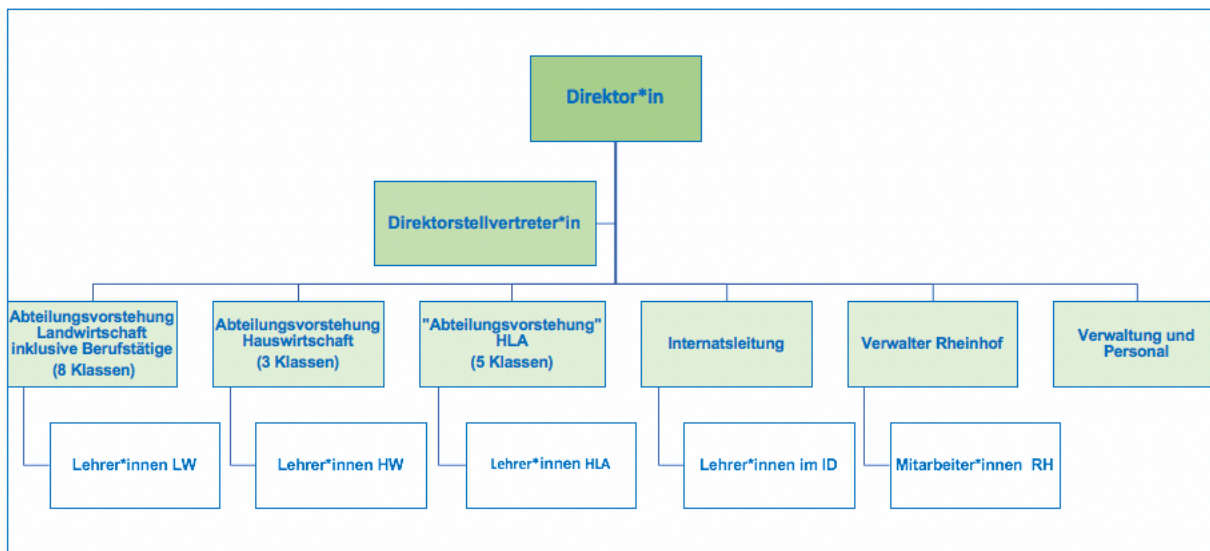 Direktor*in
Direktorstellvertreter*in
Abteilungsvorstehung
Landwirtschaft
inklusive Berufstätige
(8 Klassen)
Abteilungsvorstehung
Hauswirtschaft
(3 Klassen)
"Abteilungsvorstehung"
HLA
(5 Klassen)
Internatsleitung
Verwalter Rheinhof
Verwaltung und
Personal
Lehrer*innen LW
Lehrer*innen HW
Lehrer*innen HLA
Lehrer*innen im ID
Mitarbeiter*innen RH